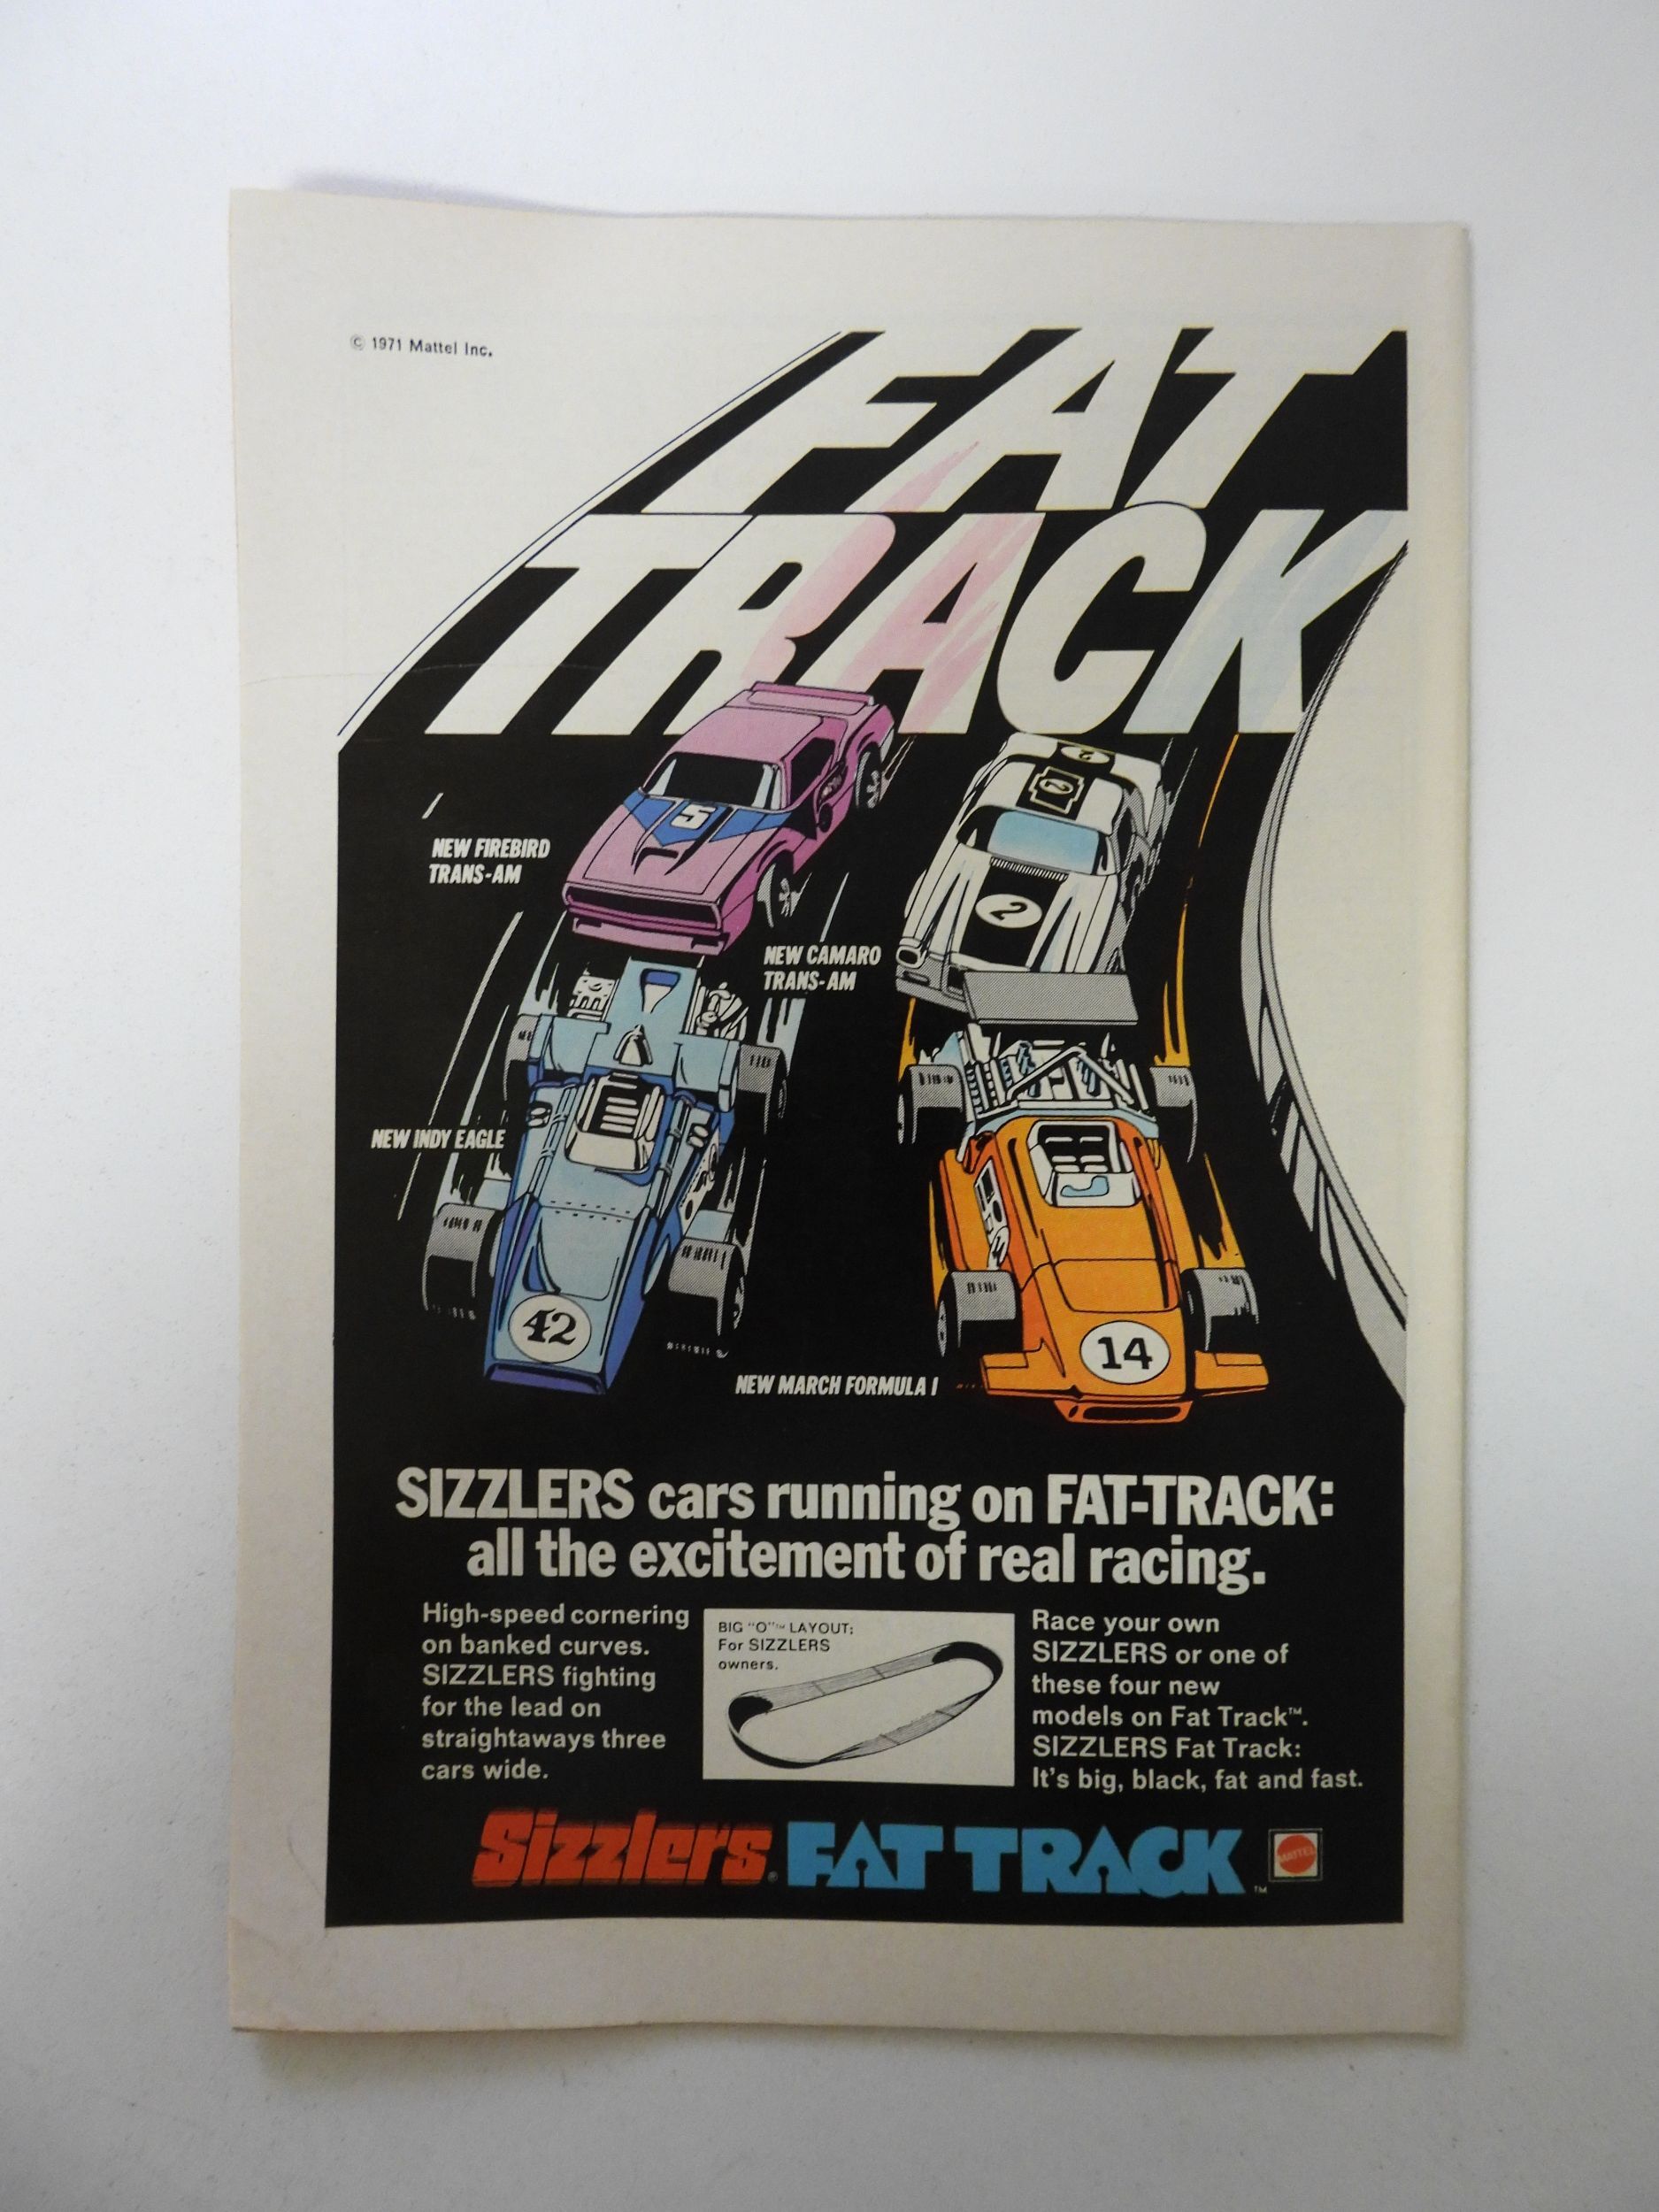 © 1971 Mattel Inc.
FAT
TRACK
5
2
2
2
NEW FIREBIRD
TRANS-AM
NEW CAMARO
TRANS-AM
NEW INDY EAGLE
42
14
NEW MARCH FORMULA 1
SIZZLERS cars running on FAT-TRACK:
all the excitement of real racing.
High-speed cornering
on banked curves.
SIZZLERS fighting
for the lead on
straightaways three
cars wide.
BIG "O"™ LAYOUT:
For SIZZLERS
owners.
Race your own
SIZZLERS or one of
these four new
models on Fat Track™.
SIZZLERS Fat Track:
It's big, black, fat and fast.
Sizzlers® FAT TRACK™ MATTEL